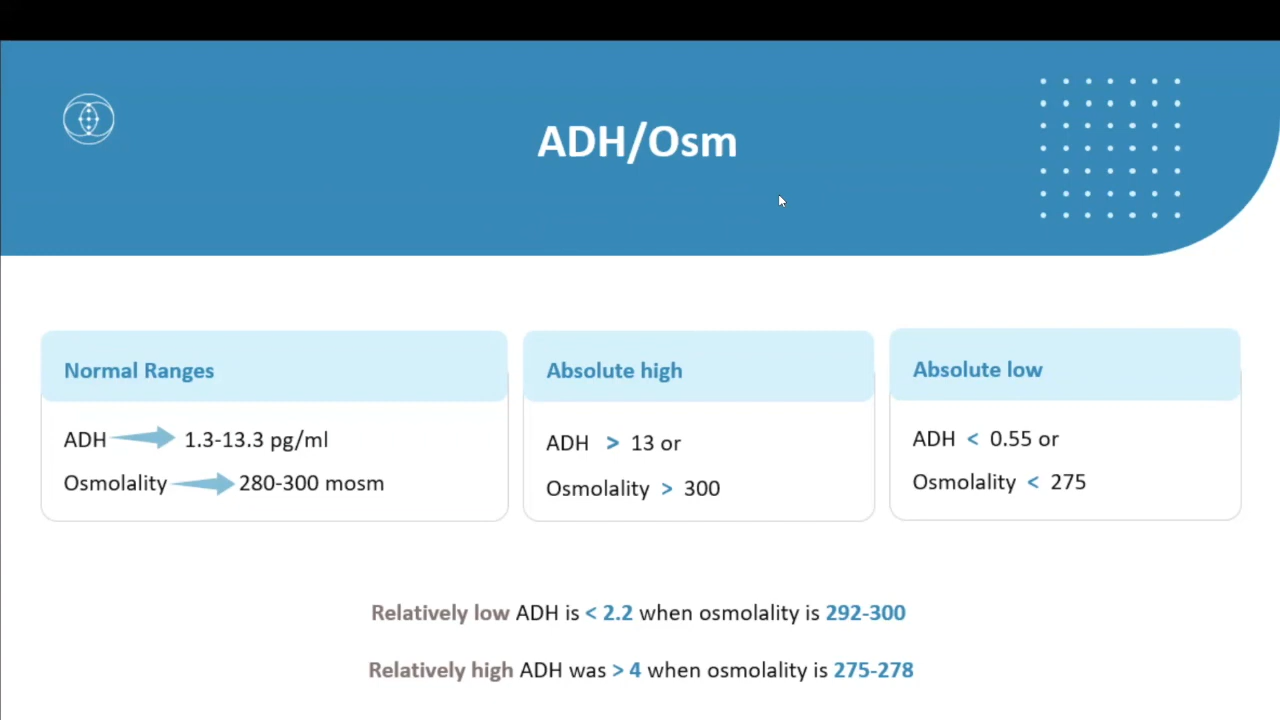 ADH/Osm
Normal Ranges
ADH 1.3-13.3 pg/ml
Osmolality 280-300 mosm
Absolute high
ADH > 13 or
Osmolality > 300
Absolute low
ADH < 0.55 or
Osmolality < 275
Relatively low ADH is < 2.2 when osmolality is 292-300
Relatively high ADH was > 4 when osmolality is 275-278